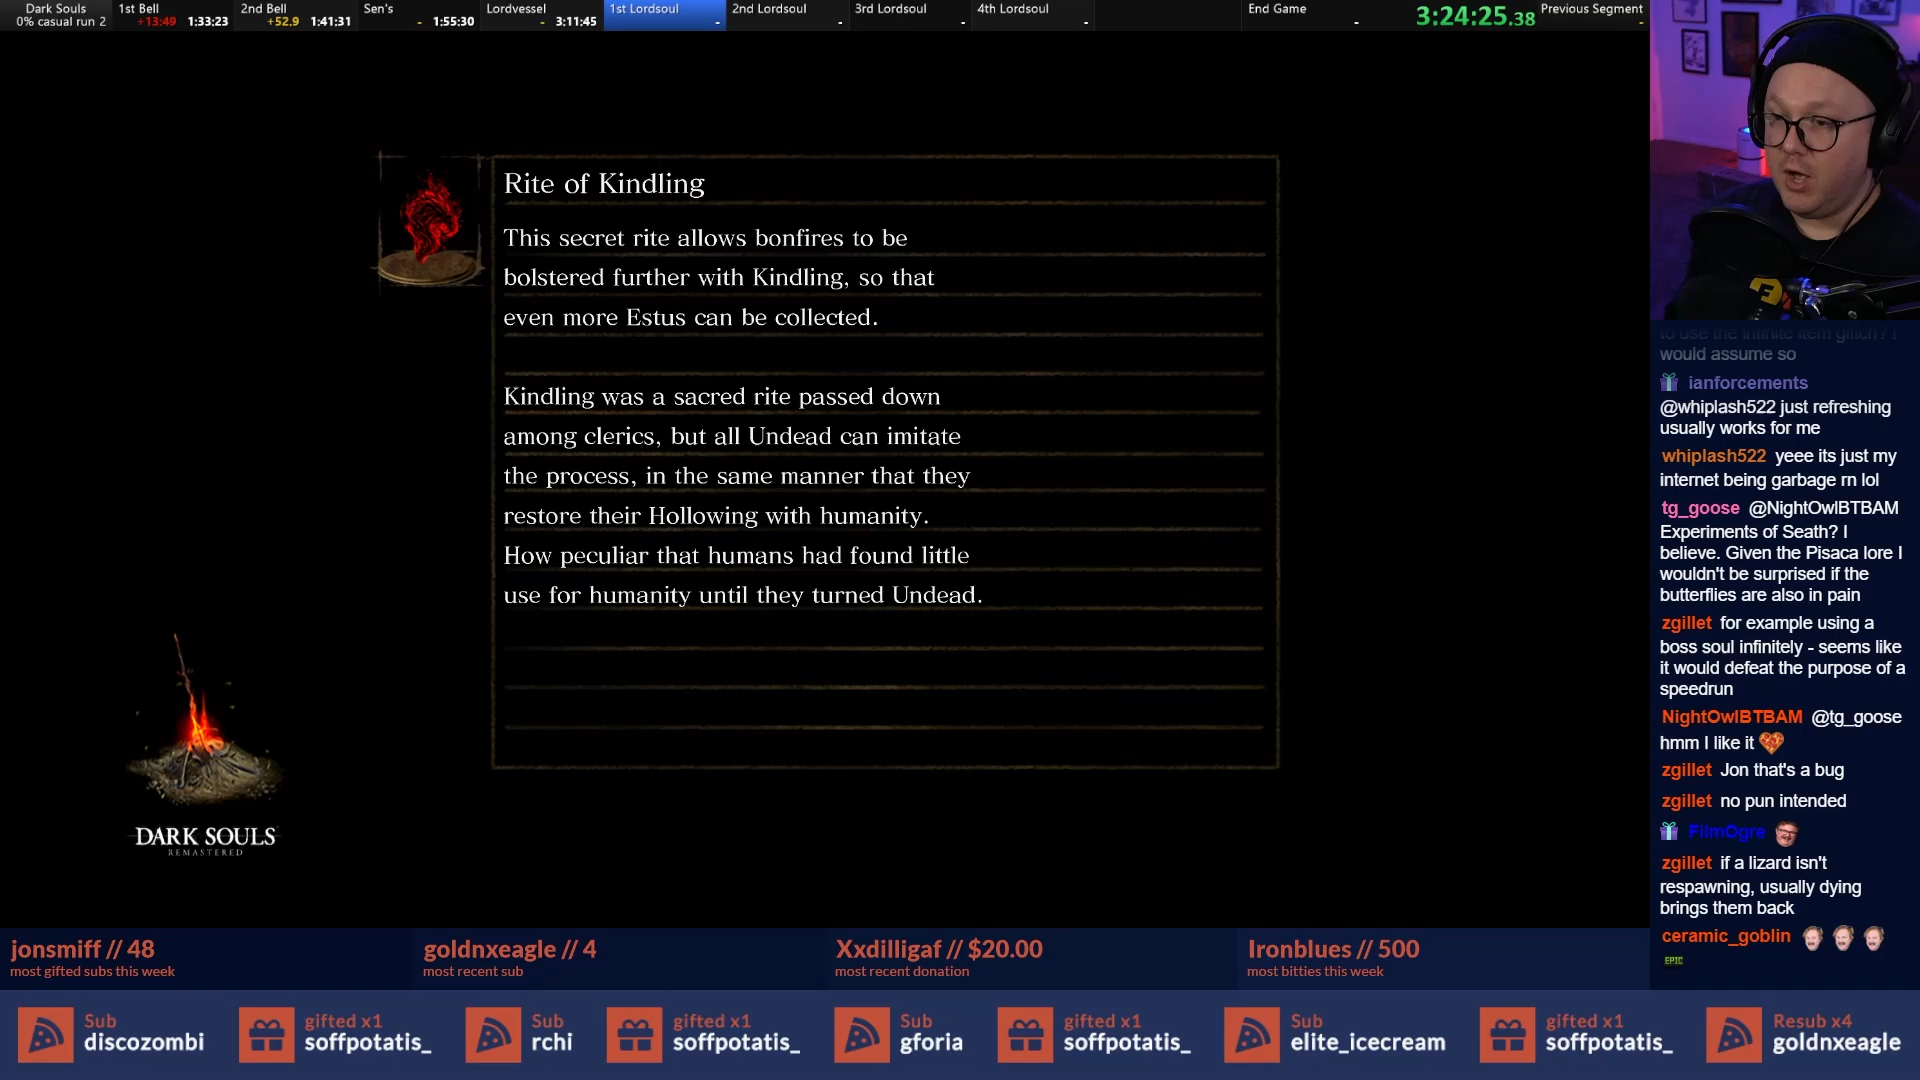 Dark Souls
0% casual run 2
1st Bell
+13:49 1:33:23
2nd Bell
+52.9 1:41:31
Sen's
- 1:55:30
Lordvessel
- 3:11:45
1st Lordsoul
-
2nd Lordsoul
-
3rd Lordsoul
-
4th Lordsoul
-
End Game
-
3:24:25.38
Previous Segment
-
Rite of Kindling
This secret rite allows bonfires to be
bolstered further with Kindling, so that
even more Estus can be collected.
Kindling was a sacred rite passed down
among clerics, but all Undead can imitate
the process, in the same manner that they
restore their Hollowing with humanity.
How peculiar that humans had found little
use for humanity until they turned Undead.
DARK SOULS
REMASTERED
to use the infinite item glitch? I
would assume so
ianforcements
@whiplash522 just refreshing
usually works for me
whiplash522 yeee its just my
internet being garbage rn lol
tg_goose @NightOwlBTBAM
Experiments of Seath? I
believe. Given the Pisaca lore I
wouldn't be surprised if the
butterflies are also in pain
zgillet for example using a
boss soul infinitely - seems like
it would defeat the purpose of a
speedrun
NightOwlBTBAM @tg_goose
hmm I like it
zgillet Jon that's a bug
zgillet no pun intended
FilmOgre
zgillet if a lizard isn't
respawning, usually dying
brings them back
ceramic_goblin
EPIC
jonsmiff // 48
most gifted subs this week
goldnxeagle // 4
most recent sub
Xxdilligaf // $20.00
most recent donation
Ironblues // 500
most bitties this week
Sub
discozombi
gifted x1
soffpotatis_
Sub
rchi
gifted x1
soffpotatis_
Sub
gforia
gifted x1
soffpotatis_
Sub
elite_icecream
gifted x1
soffpotatis_
Resub x4
goldnxeagle